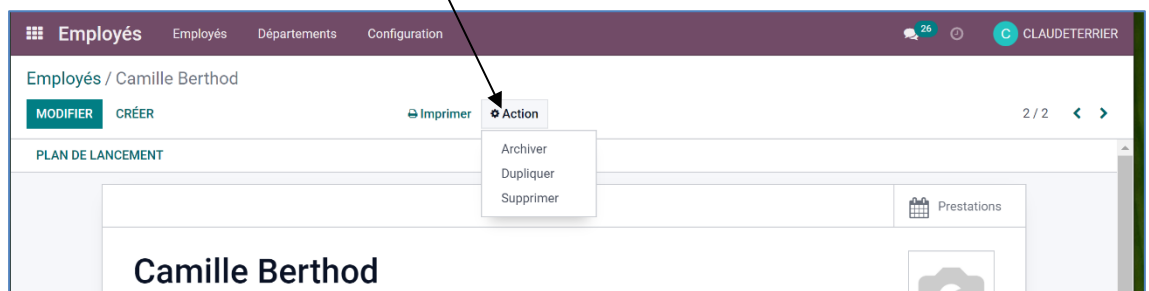 Employés Employés Départements Configuration 26 C CLAUDETERRIER
Employés / Camille Berthod
MODIFIER CRÉER Imprimer Action 2 / 2
Archiver
PLAN DE LANCEMENT
Dupliquer
Supprimer
Prestations
Camille Berthod